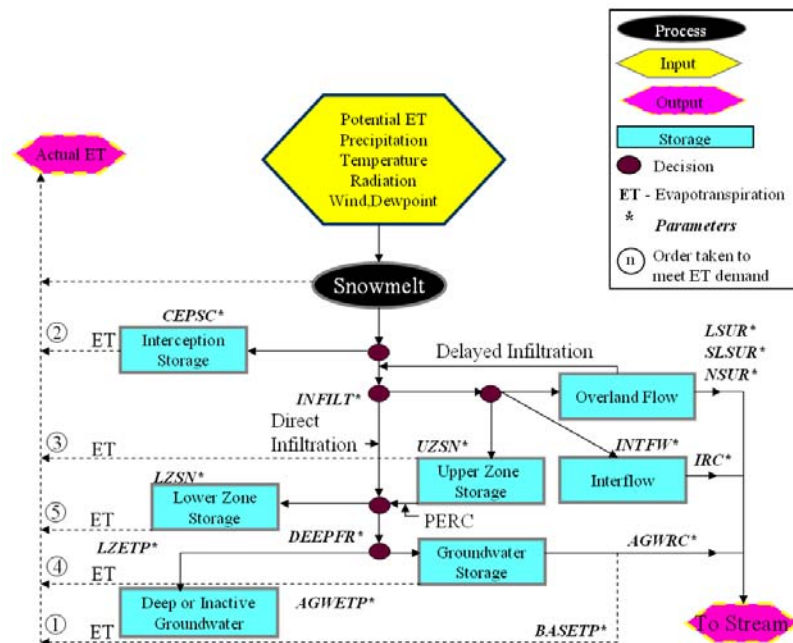 Process
Input
Output
Storage
Decision
ET - Evapotranspiration
* Parameters
n
Order taken to
meet ET demand
Potential ET
Precipitation
Temperature
Radiation
Wind,Dewpoint
Actual ET
Snowmelt
CEPSC*
2
ET
Interception
Storage
Delayed Infiltration
LSUR*
SLSUR*
NSUR*
INFILT*
Overland Flow
Direct
Infiltration
3
ET
UZSN*
INTFW*
LZSN*
Upper Zone
Storage
Interflow
IRC*
Lower Zone
Storage
5
ET
PERC
LZETP*
DEEPFR*
Groundwater
Storage
AGWRC*
4
ET
Deep or Inactive
Groundwater
AGWETP*
BASETP*
1
ET
To Stream